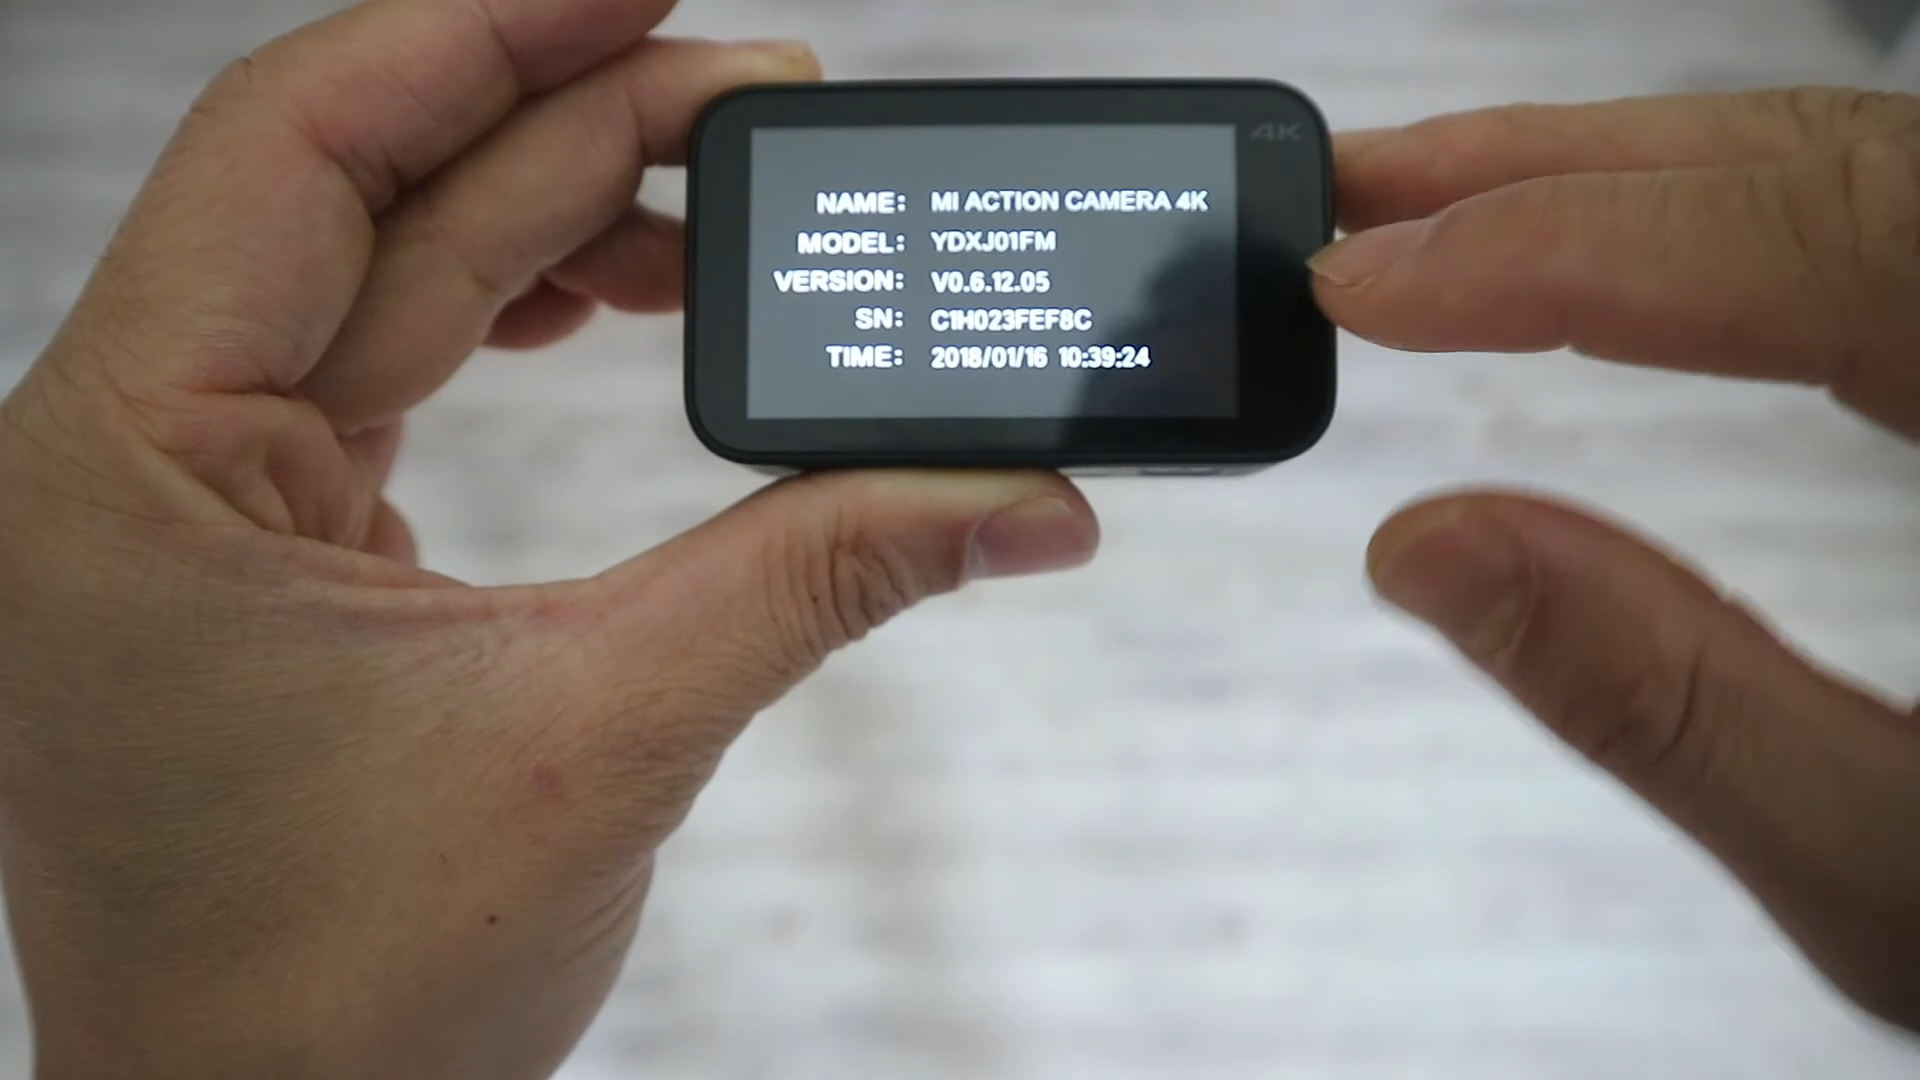 4K
NAME: MI ACTION CAMERA 4K
MODEL: YDXJ01FM
VERSION: V0.6.12.05
SN: C1H023FEF8C
TIME: 2018/01/16 10:39:24